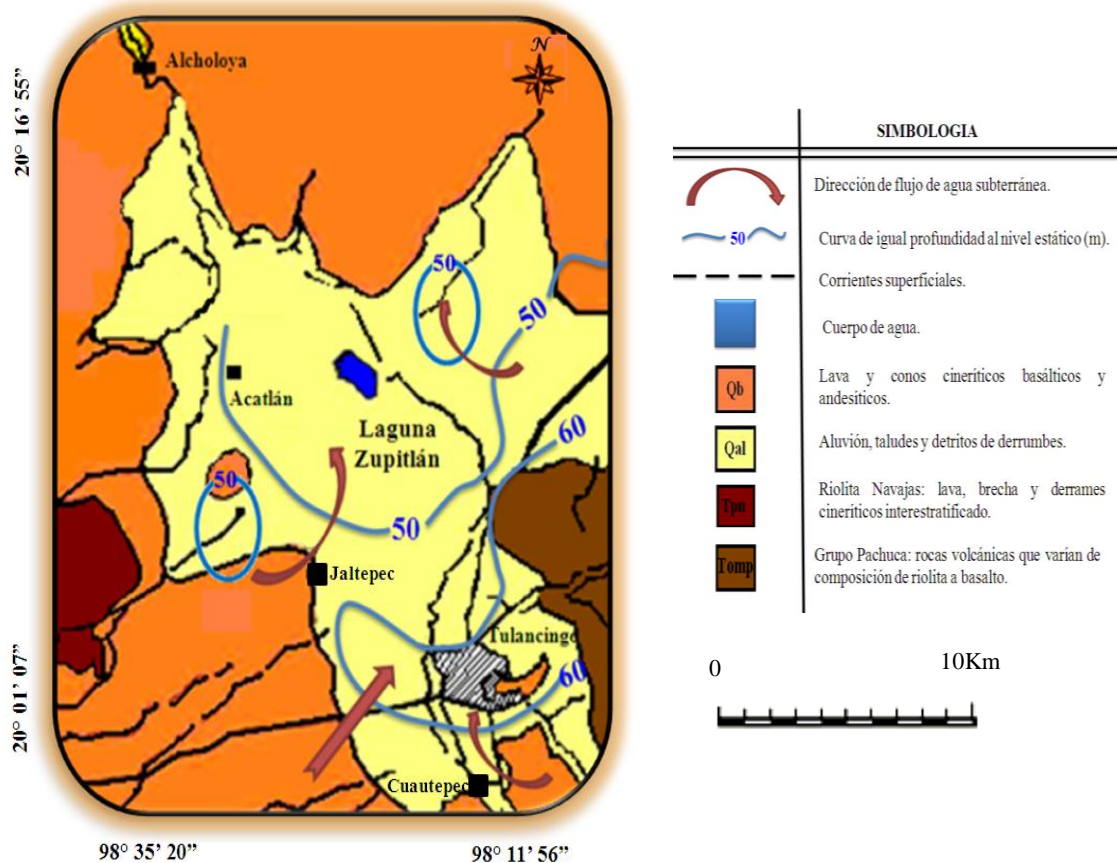 N
Alcholoya
20° 16’ 55”
50
50
Acatlán
Laguna
Zupitlán
60
50
50
Jaltepec
Tulancingo
60
20° 01’ 07”
Cuautepec
98° 35’ 20”
98° 11’ 56”
SIMBOLOGIA
Dirección de flujo de agua subterránea.
50
Curva de igual profundidad al nivel estático (m).
Corrientes superficiales.
Cuerpo de agua.
Qb
Lava y conos cineríticos basálticos y
andesíticos.
Qal
Aluvión, taludes y detritos de derrumbes.
Tpn
Riolita Navajas: lava, brecha y derrames
cineríticos interestratificado.
Tomp
Grupo Pachuca: rocas volcánicas que varían de
composición de riolita a basalto.
0
10Km